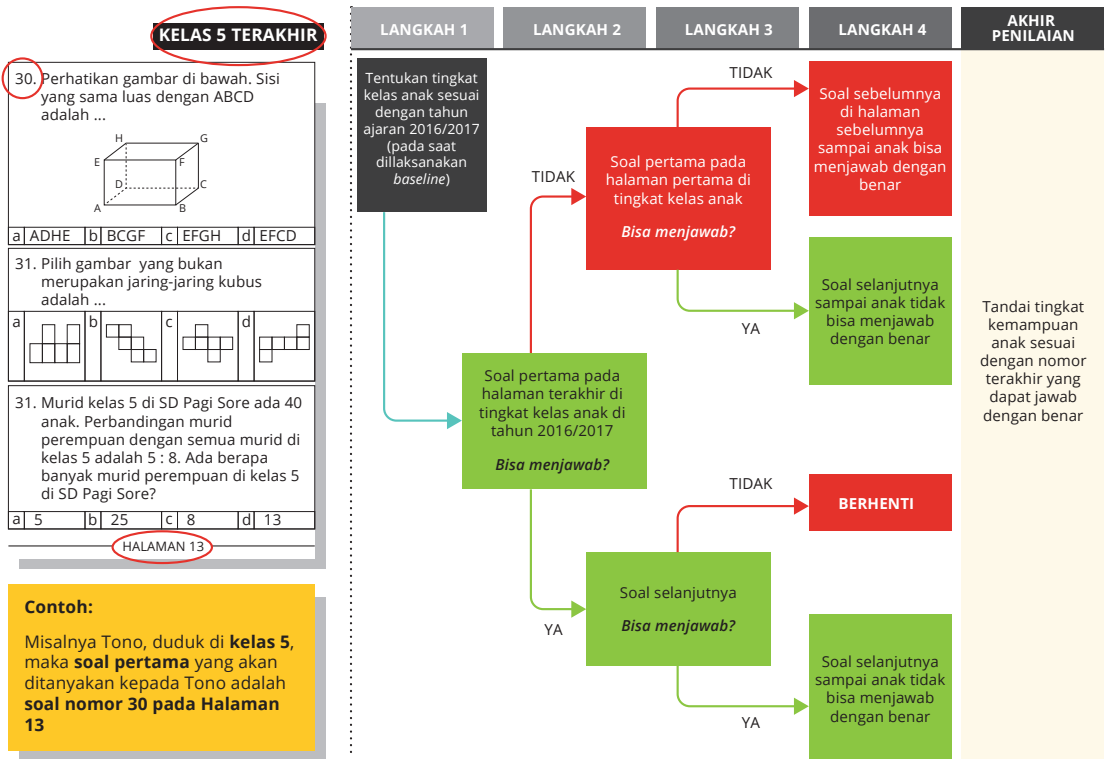 KELAS 5 TERAKHIR
30. Perhatikan gambar di bawah. Sisi
yang sama luas dengan ABCD
adalah ...
H
G
E
F
D
C
A
B
a ADHE b BCGF c EFGH d EFCD
31. Pilih gambar yang bukan
merupakan jaring-jaring kubus
adalah ...
a b c d
31. Murid kelas 5 di SD Pagi Sore ada 40
anak. Perbandingan murid
perempuan dengan semua murid di
kelas 5 adalah 5 : 8. Ada berapa
banyak murid perempuan di kelas 5
di SD Pagi Sore?
a 5 b 25 c 8 d 13
HALAMAN 13
Contoh:
Misalnya Tono, duduk di kelas 5,
maka soal pertama yang akan
ditanyakan kepada Tono adalah
soal nomor 30 pada Halaman
13
LANGKAH 1
LANGKAH 2
LANGKAH 3
LANGKAH 4
AKHIR
PENILAIAN
Tentukan tingkat
kelas anak sesuai
dengan tahun
ajaran 2016/2017
(pada saat
dillaksanakan
baseline)
Soal pertama pada
halaman terakhir di
tingkat kelas anak di
tahun 2016/2017
Bisa menjawab?
TIDAK
Soal pertama pada
halaman pertama di
tingkat kelas anak
Bisa menjawab?
TIDAK
Soal sebelumnya
di halaman
sebelumnya
sampai anak bisa
menjawab dengan
benar
YA
Soal selanjutnya
sampai anak tidak
bisa menjawab
dengan benar
YA
Soal selanjutnya
Bisa menjawab?
TIDAK
BERHENTI
YA
Soal selanjutnya
sampai anak tidak
bisa menjawab
dengan benar
Tandai tingkat
kemampuan
anak sesuai
dengan nomor
terakhir yang
dapat jawab
dengan benar